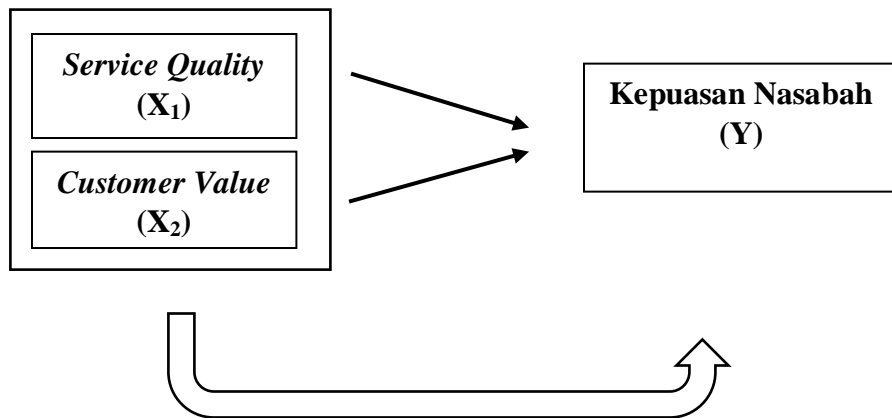 Service Quality
(X₁)
Kepuasan Nasabah
(Y)
Customer Value
(X₂)